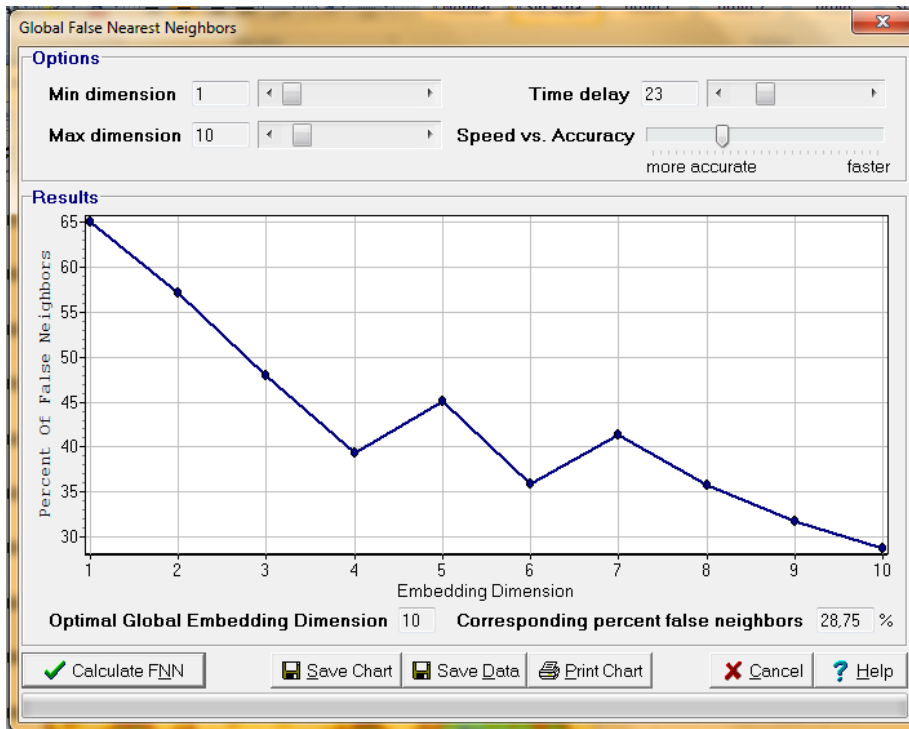 Global False Nearest Neighbors
Options
Min dimension 1
Time delay 23
Max dimension 10
Speed vs. Accuracy
more accurate faster
Results
Percent Of False Neighbors
65
60
55
50
45
40
35
30
1 2 3 4 5 6 7 8 9 10
Embedding Dimension
Optimal Global Embedding Dimension 10 Corresponding percent false neighbors 28,75 %
Calculate FNN Save Chart Save Data Print Chart Cancel ? Help